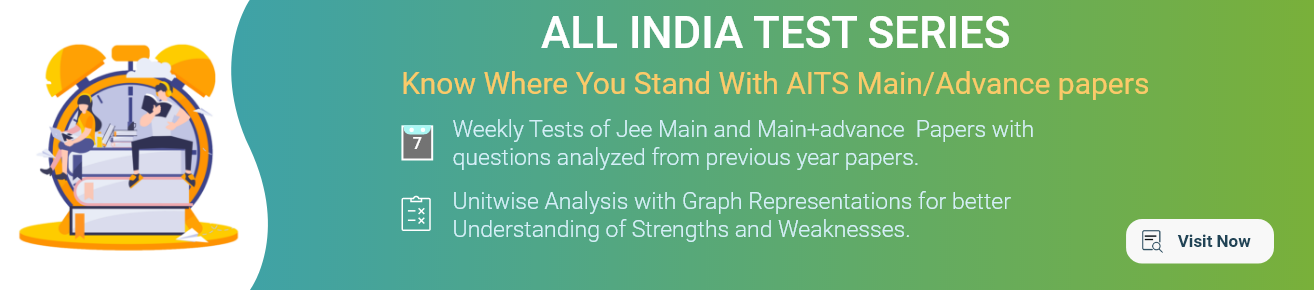 ALL INDIA TEST SERIES
Know Where You Stand With AITS Main/Advance papers
7
Weekly Tests of Jee Main and Main+advance Papers with
questions analyzed from previous year papers.
Unitwise Analysis with Graph Representations for better
Understanding of Strengths and Weaknesses.
Visit Now